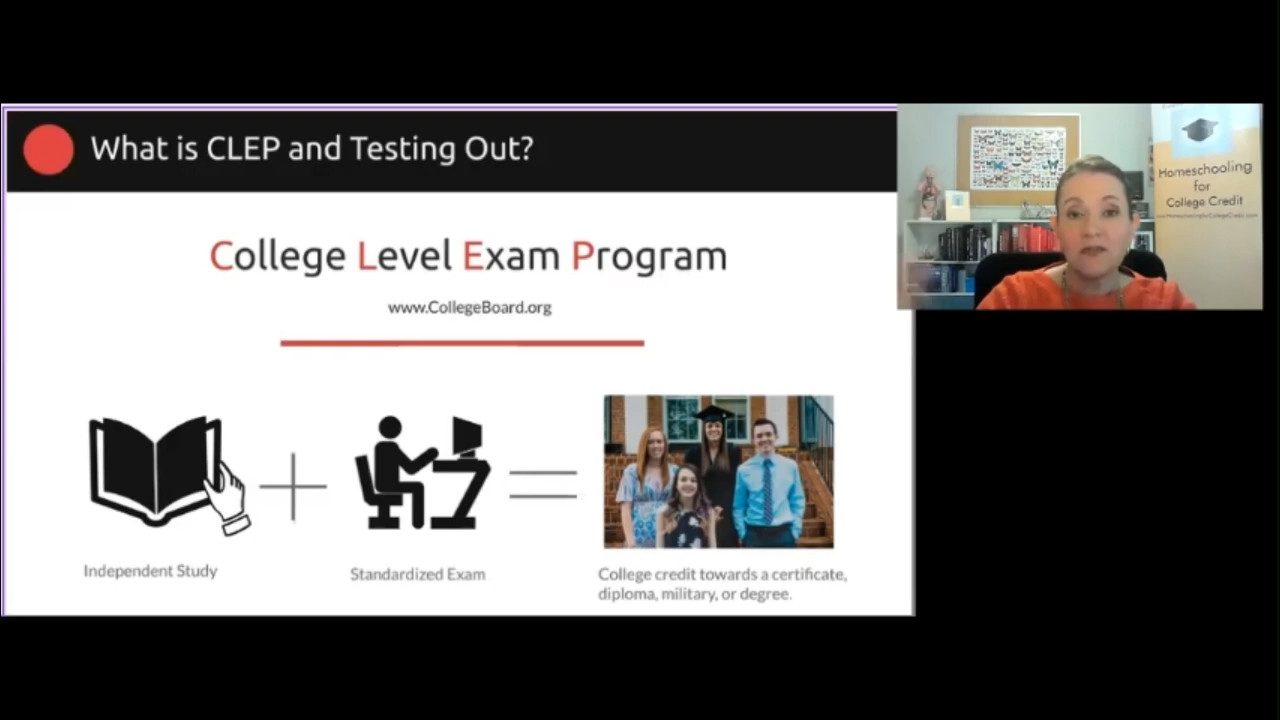 What is CLEP and Testing Out?
College Level Exam Program
www.CollegeBoard.org
Independent Study
Standardized Exam
College credit towards a certificate,
diploma, military, or degree.
Homeschooling
for
College Credit